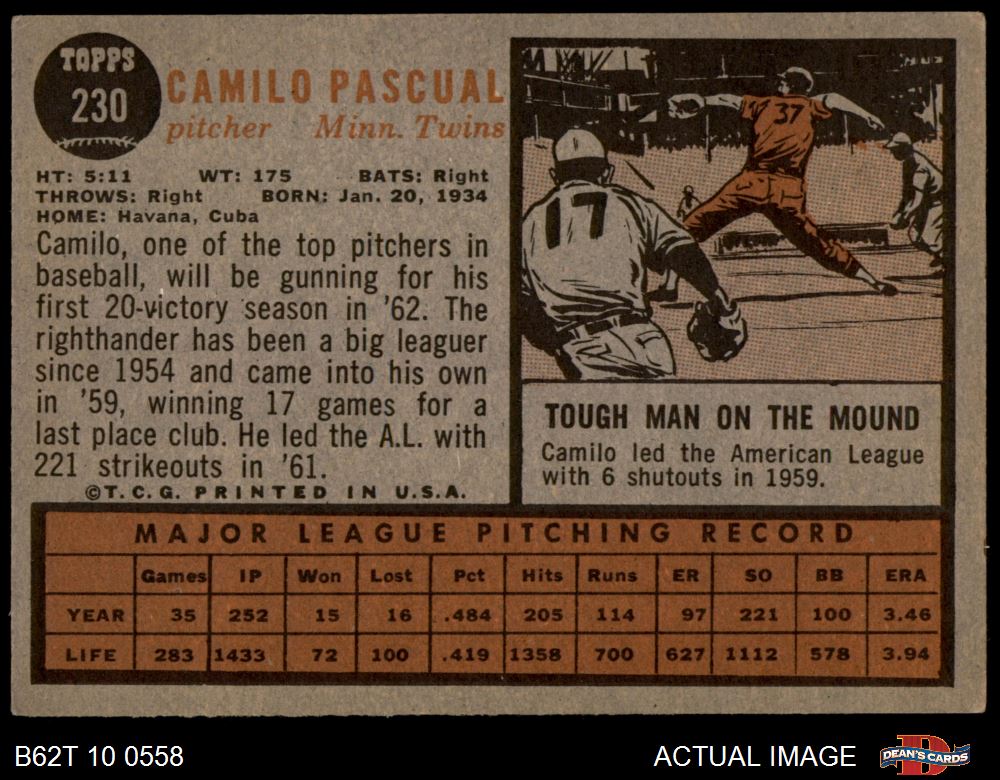 TOPPS
230
CAMILO PASCUAL
pitcher Minn. Twins
HT: 5:11 WT: 175 BATS: Right
THROWS: Right BORN: Jan. 20, 1934
HOME: Havana, Cuba
Camilo, one of the top pitchers in
baseball, will be gunning for his
first 20-victory season in '62. The
righthander has been a big leaguer
since 1954 and came into his own
in '59, winning 17 games for a
last place club. He led the A.L. with
221 strikeouts in '61.
©T.C.G. PRINTED IN U.S.A.
37
17
TOUGH MAN ON THE MOUND
Camilo led the American League
with 6 shutouts in 1959.
MAJOR LEAGUE PITCHING RECORD
Games IP Won Lost Pct Hits Runs ER SO BB ERA
YEAR 35 252 15 16 .484 205 114 97 221 100 3.46
LIFE 283 1433 72 100 .419 1358 700 627 1112 578 3.94
B62T 10 0558
ACTUAL IMAGE
DEAN'S CARDS